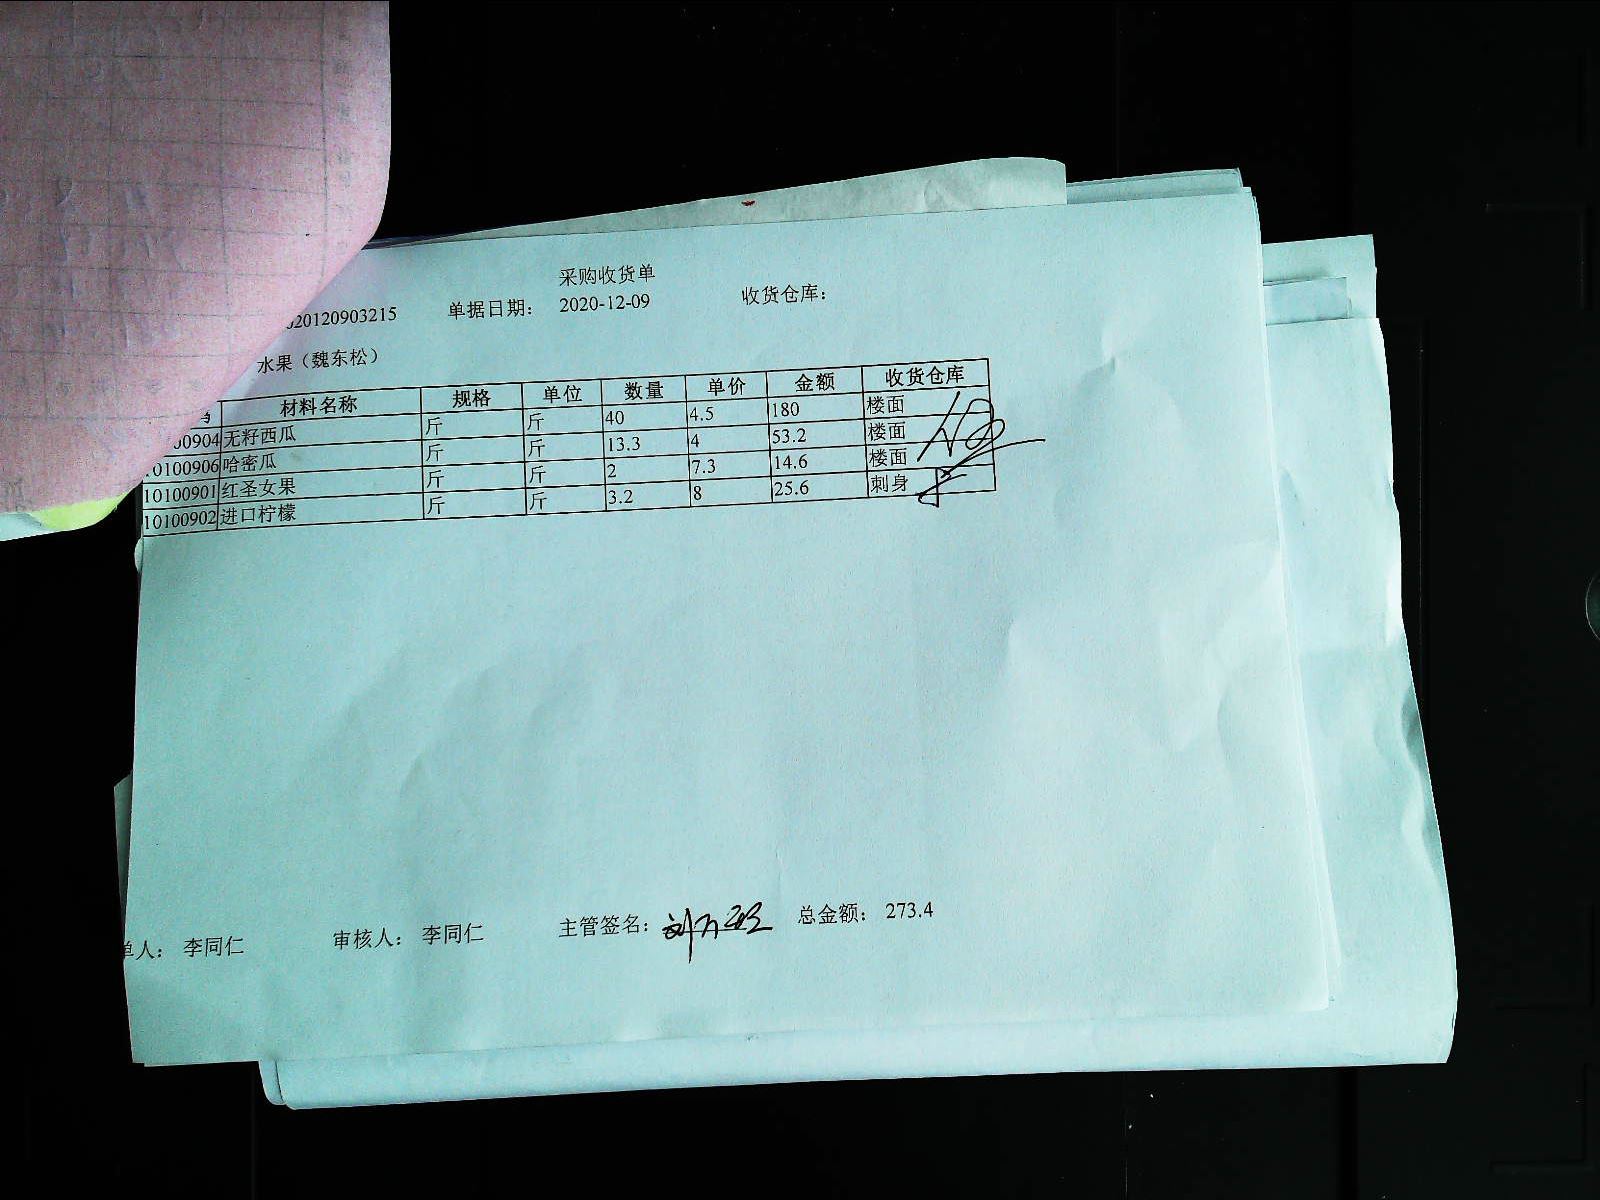 采购收货单
020120903215 单据日期: 2020-12-09 收货仓库:
水果（魏东松）
码 材料名称 规格 单位 数量 单价 金额 收货仓库
00904 无籽西瓜 斤 斤 40 4.5 180 楼面
10100906 哈密瓜 斤 斤 13.3 4 53.2 楼面
10100901 红圣女果 斤 斤 2 7.3 14.6 楼面
10100902 进口柠檬 斤 斤 3.2 8 25.6 刺身
单人: 李同仁 审核人: 李同仁 主管签名: 总金额: 273.4